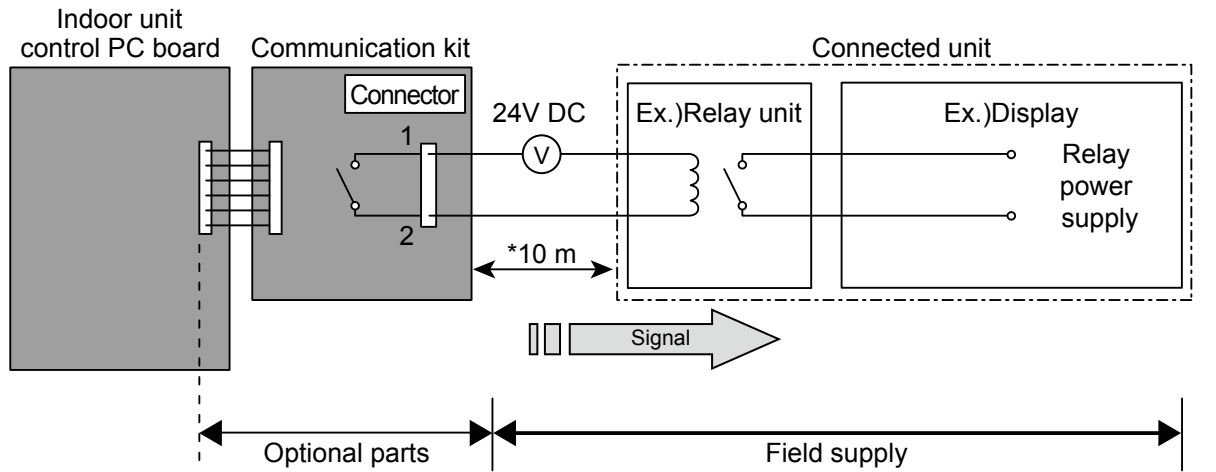 Indoor unit
control PC board
Communication kit
Connected unit
Connector
24V DC
Ex.)Relay unit
Ex.)Display
1
V
Relay
power
supply
2
*10 m
Signal
Optional parts
Field supply